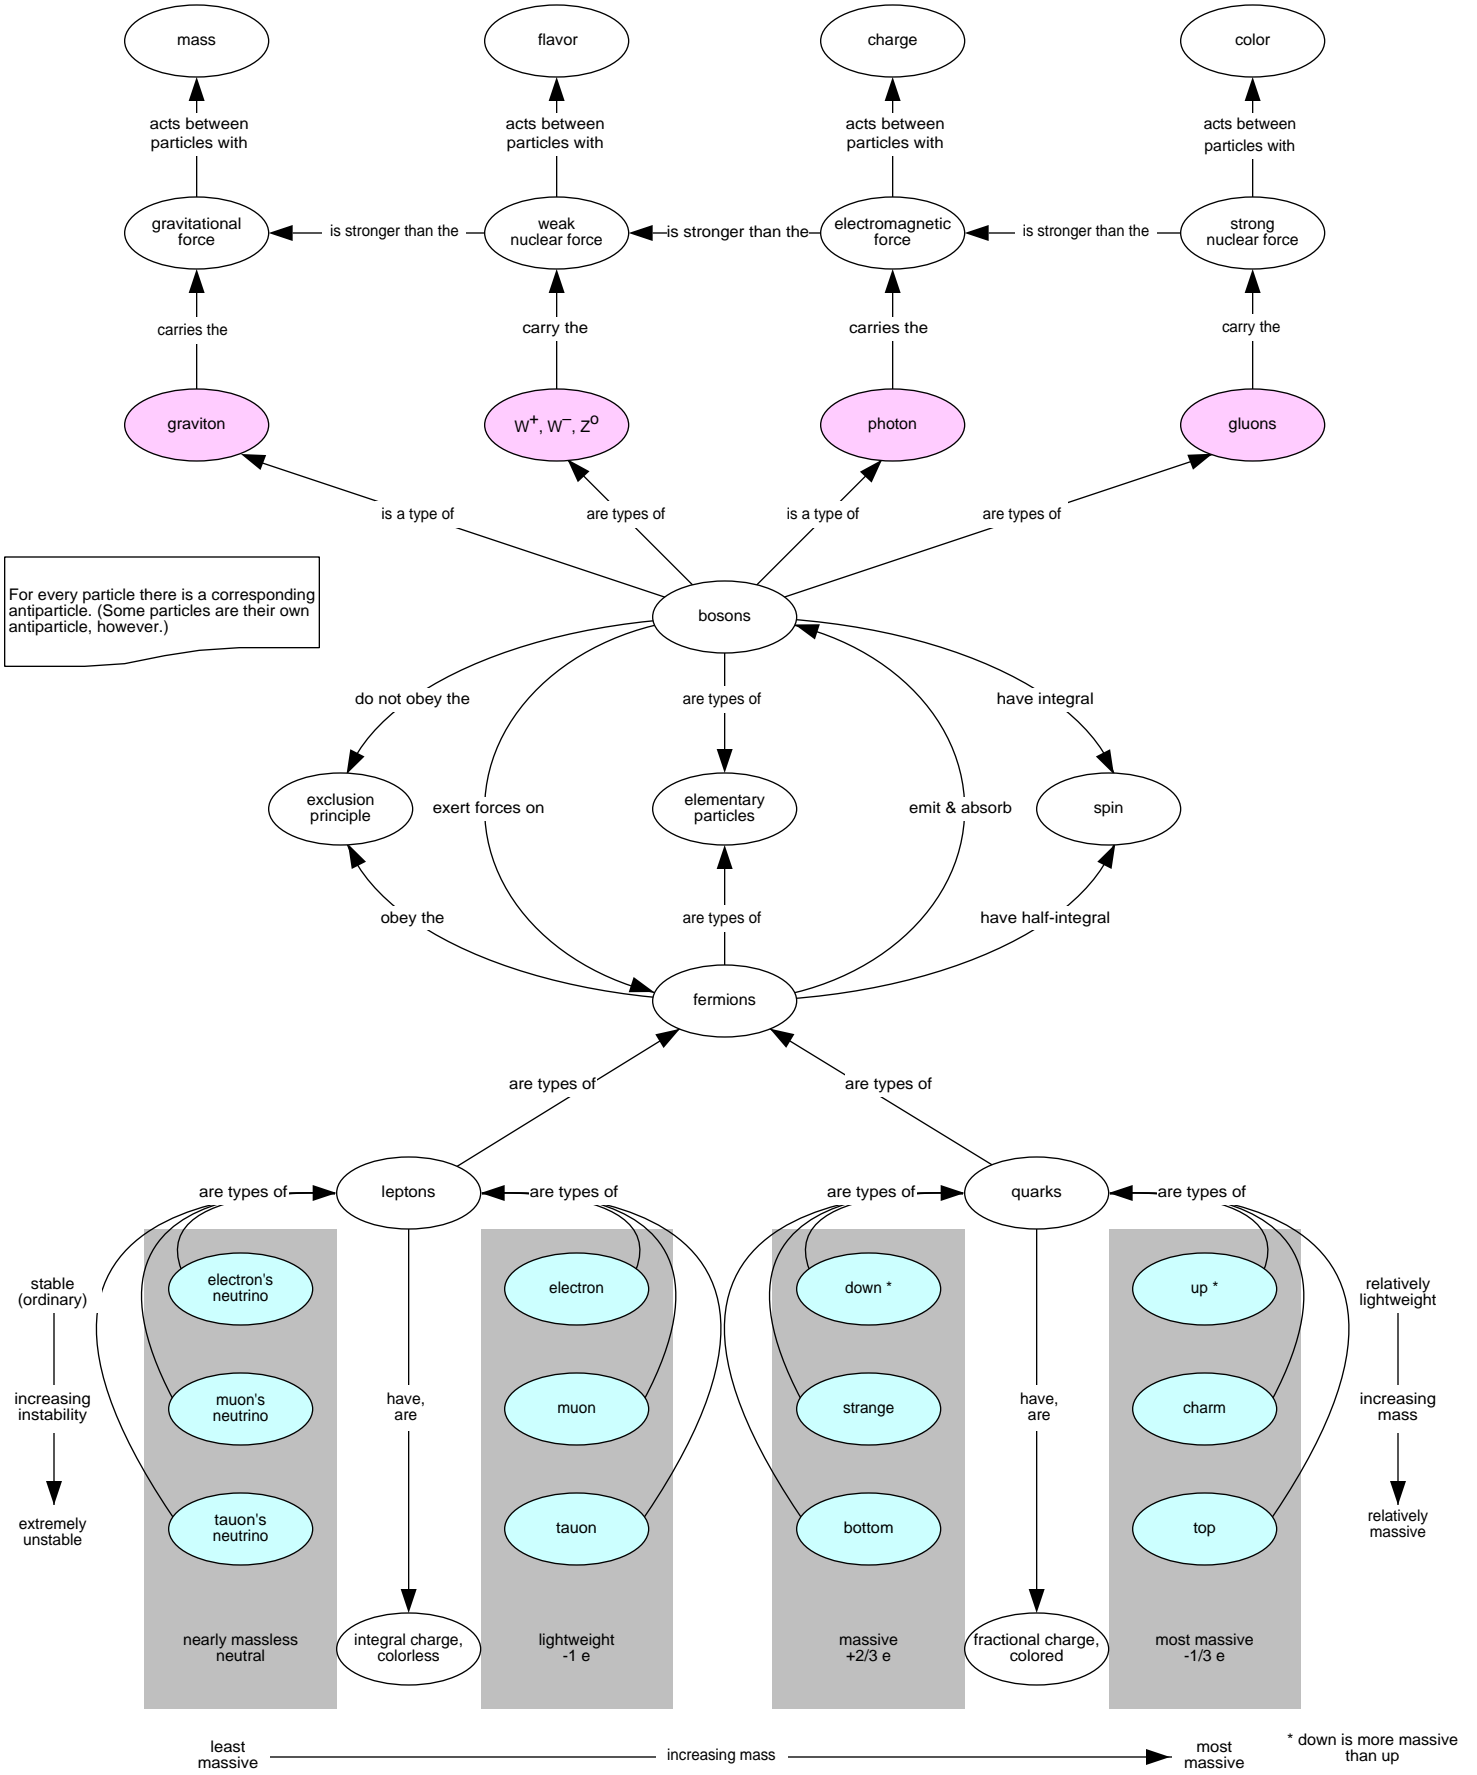 mass
flavor
charge
color
acts between
particles with
acts between
particles with
acts between
particles with
acts between
particles with
gravitational
force
is stronger than the
weak
nuclear force
is stronger than the
electromagnetic
force
is stronger than the
strong
nuclear force
carries the
carry the
carries the
carry the
graviton
W+, W–, Zo
photon
gluons
is a type of
are types of
is a type of
are types of
For every particle there is a corresponding
antiparticle. (Some particles are their own
antiparticle, however.)
bosons
do not obey the
are types of
have integral
exclusion
principle
exert forces on
elementary
particles
emit & absorb
spin
obey the
are types of
have half-integral
fermions
are types of
are types of
are types of
leptons
are types of
are types of
quarks
are types of
stable
(ordinary)
electron's
neutrino
electron
down *
up *
relatively
lightweight
increasing
instability
muon's
neutrino
have,
are
muon
strange
have,
are
charm
increasing
mass
extremely
unstable
tauon's
neutrino
tauon
bottom
top
relatively
massive
nearly massless
neutral
integral charge,
colorless
lightweight
-1 e
massive
+2/3 e
fractional charge,
colored
most massive
-1/3 e
least
massive
increasing mass
most
massive
* down is more massive
than up